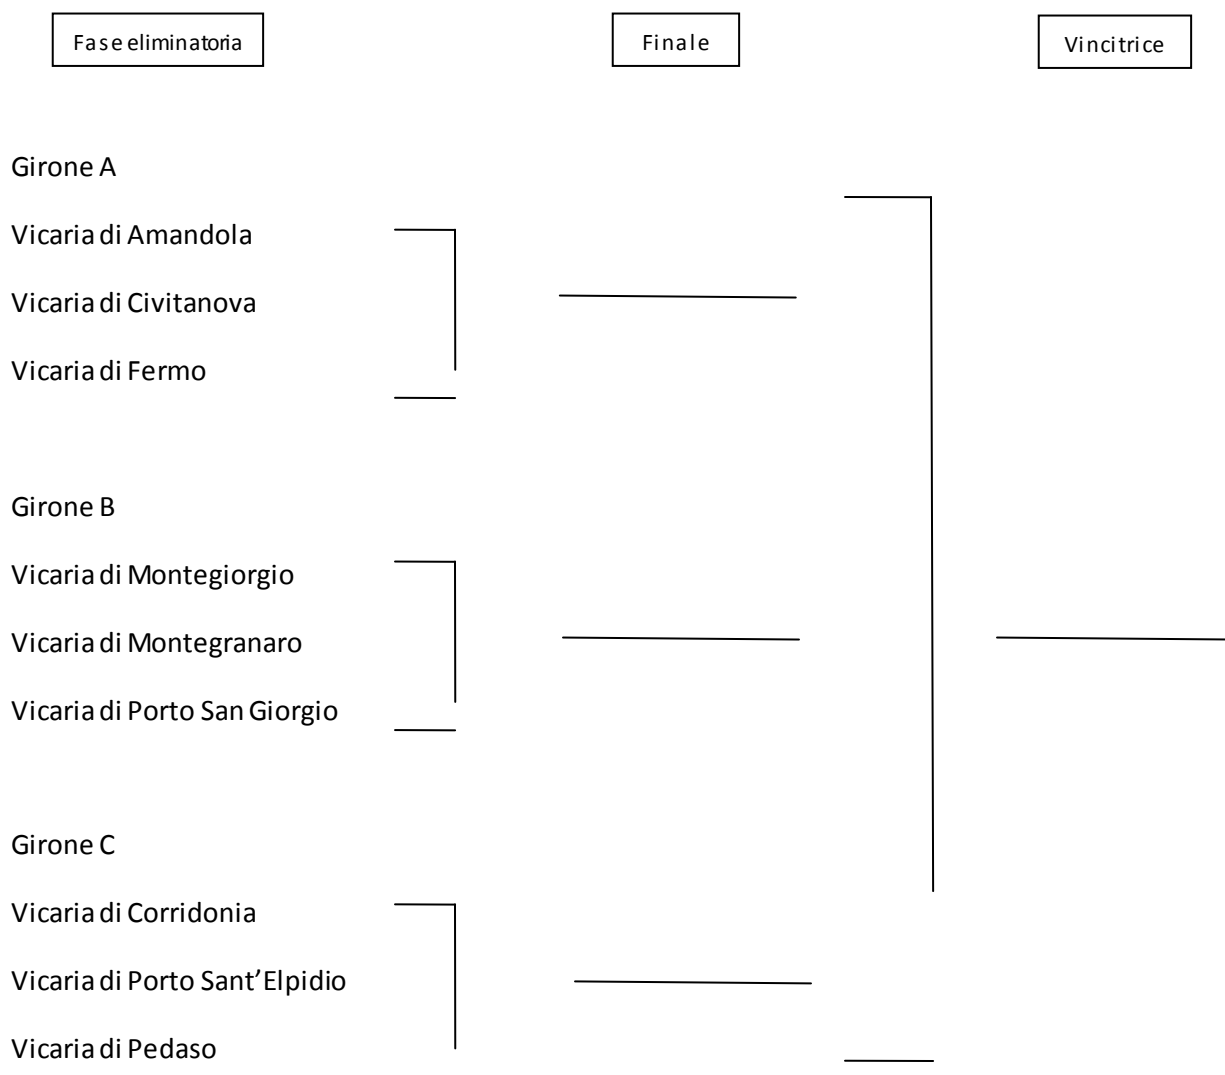 Fase eliminatoria
Finale
Vincitrice
Girone A
Vicaria di Amandola
Vicaria di Civitanova
Vicaria di Fermo
Girone B
Vicaria di Montegiorgio
Vicaria di Montegranaro
Vicaria di Porto San Giorgio
Girone C
Vicaria di Corridonia
Vicaria di Porto Sant’Elpidio
Vicaria di Pedaso